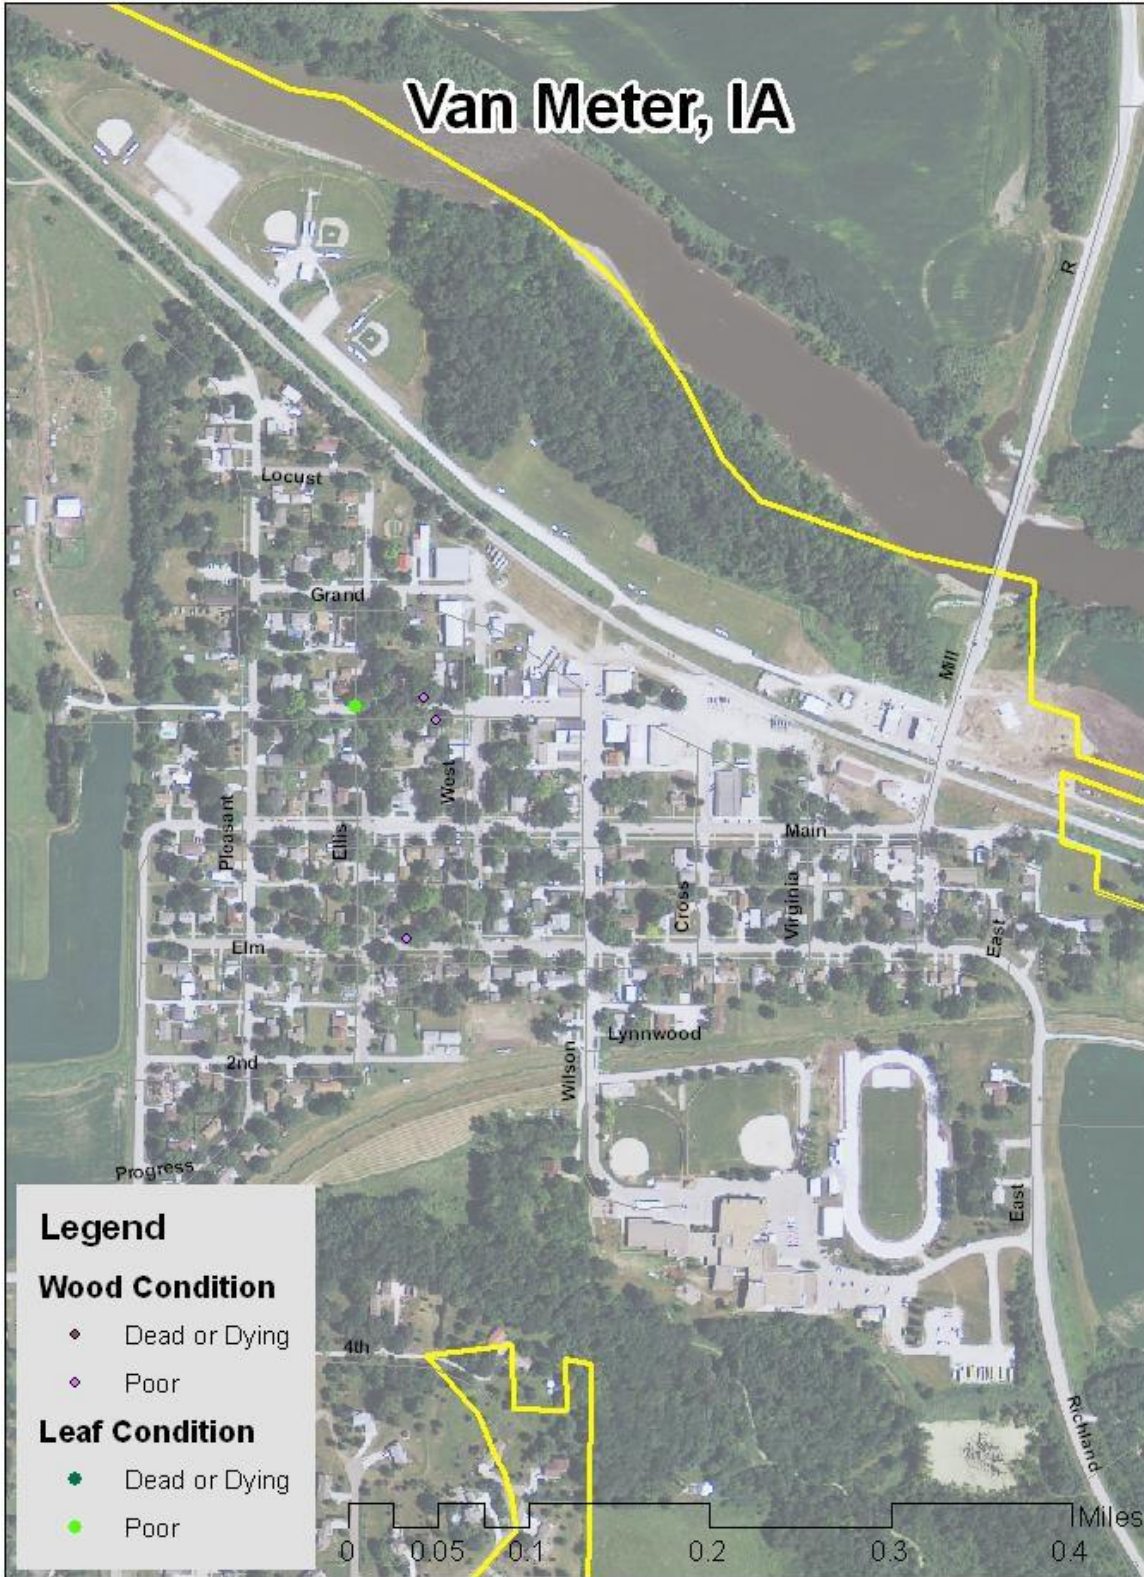 Van Meter, IA
R
Locust
Grand
Mill
West
Pleasant
Ellis
Main
Cross
Virginia
Elm
East
Lynnwood
2nd
Wilson
Progress
East
4th
Richland
Legend
Wood Condition
Dead or Dying
Poor
Leaf Condition
Dead or Dying
Poor
Miles
0 0.05 0.1 0.2 0.3 0.4